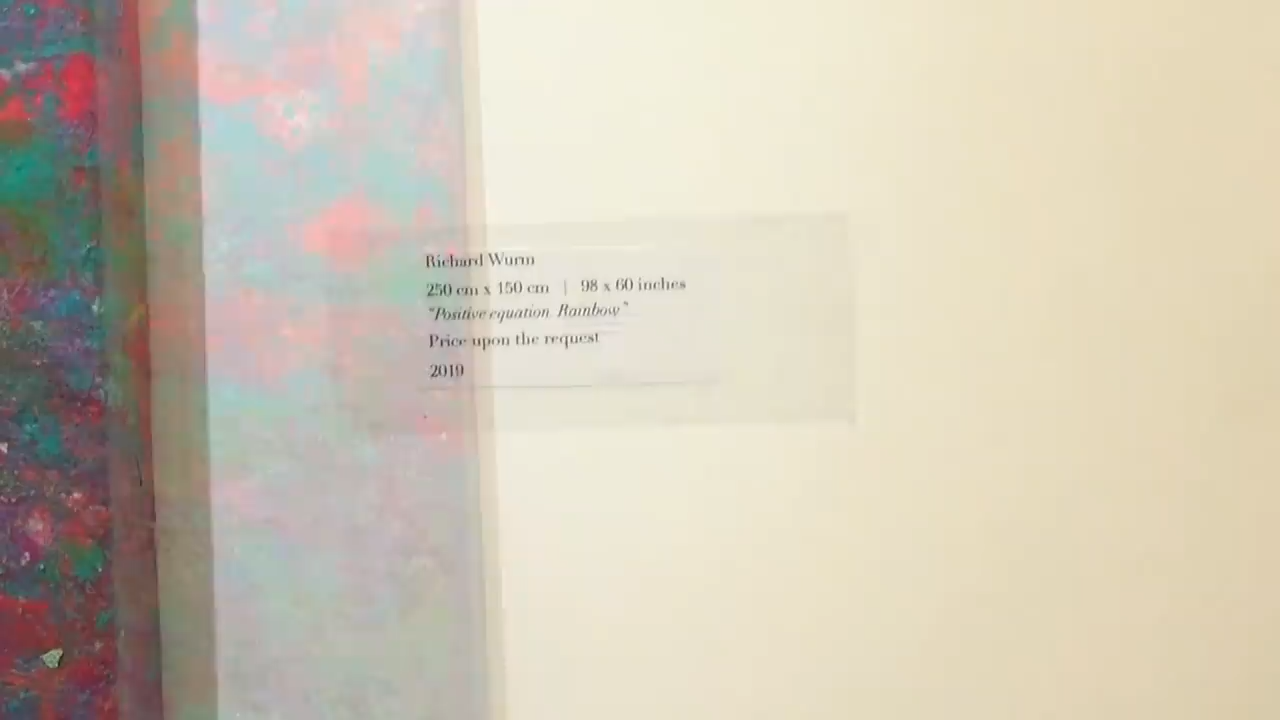 Richard Wurm
250 cm x 150 cm | 98 x 60 inches
"Positive equation. Rainbow"
Price upon the request
2019